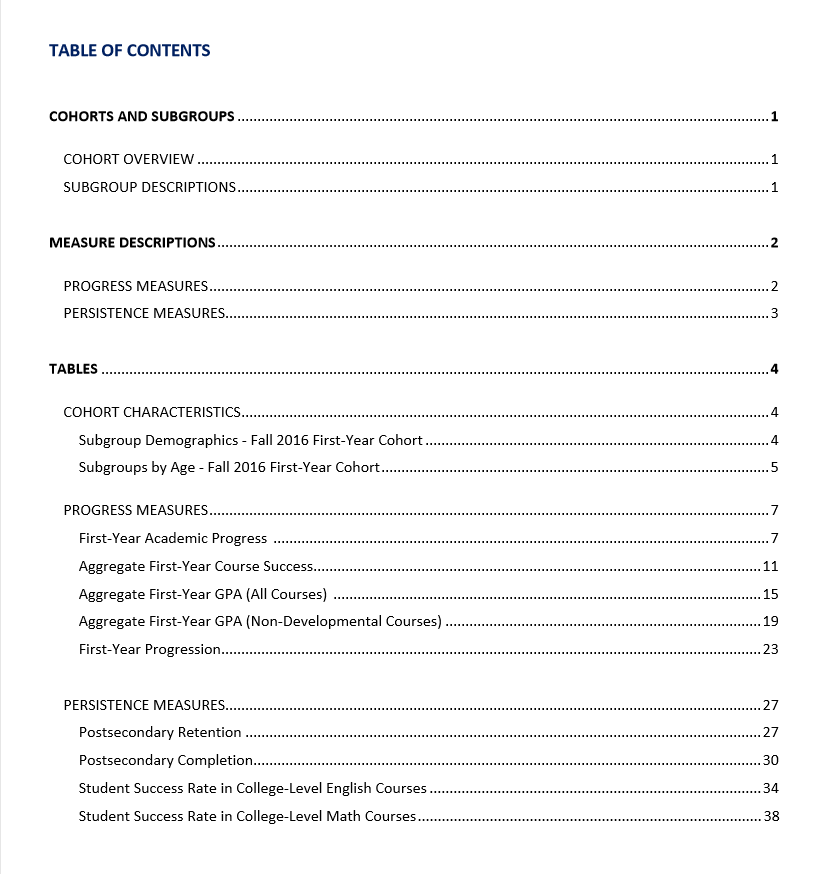 TABLE OF CONTENTS
COHORTS AND SUBGROUPS ........................................ 1
COHORT OVERVIEW ........................................ 1
SUBGROUP DESCRIPTIONS ........................................ 1
MEASURE DESCRIPTIONS ........................................ 2
PROGRESS MEASURES ........................................ 2
PERSISTENCE MEASURES ........................................ 3
TABLES ........................................ 4
COHORT CHARACTERISTICS ........................................ 4
Subgroup Demographics - Fall 2016 First-Year Cohort ........................................ 4
Subgroups by Age - Fall 2016 First-Year Cohort ........................................ 5
PROGRESS MEASURES ........................................ 7
First-Year Academic Progress ........................................ 7
Aggregate First-Year Course Success ........................................ 11
Aggregate First-Year GPA (All Courses) ........................................ 15
Aggregate First-Year GPA (Non-Developmental Courses) ........................................ 19
First-Year Progression ........................................ 23
PERSISTENCE MEASURES ........................................ 27
Postsecondary Retention ........................................ 27
Postsecondary Completion ........................................ 30
Student Success Rate in College-Level English Courses ........................................ 34
Student Success Rate in College-Level Math Courses ........................................ 38